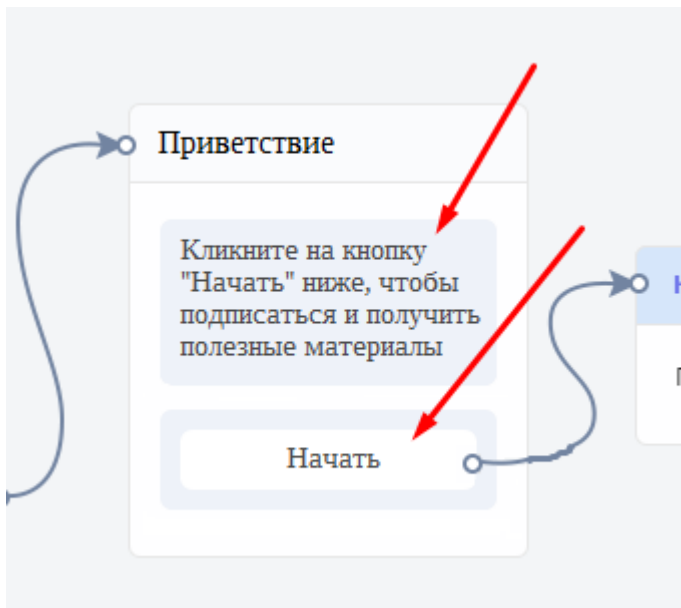 Приветствие
Кликните на кнопку
"Начать" ниже, чтобы
подписаться и получить
полезные материалы
Начать